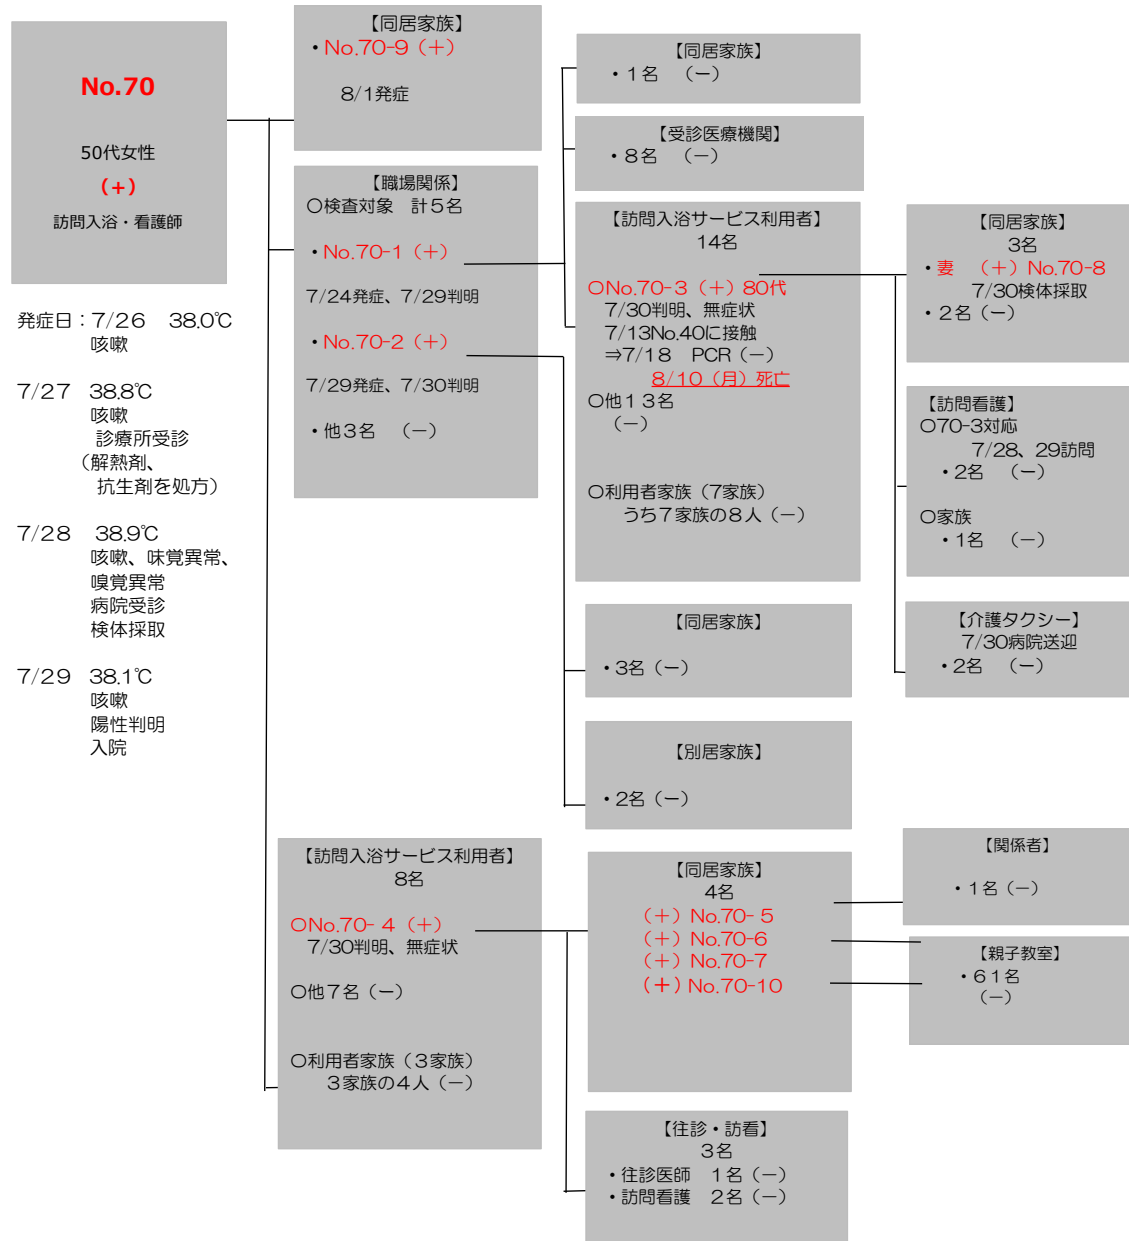 No.70
50代女性
（＋）
訪問入浴・看護師
発症日：7/26　38.0℃
咳嗽
7/27　38.8℃
咳嗽
診療所受診
（解熱剤、
抗生剤を処方）
7/28　38.9℃
咳嗽、味覚異常、
嗅覚異常
病院受診
検体採取
7/29　38.1℃
咳嗽
陽性判明
入院
【同居家族】
・No.70-9（＋）
8/1発症
【職場関係】
〇検査対象　計５名
・No.70-1（＋）
7/24発症、7/29判明
・No.70-2（＋）
7/29発症、7/30判明
・他３名　（－）
【訪問入浴サービス利用者】
8名
〇No.70-４（＋）
7/30判明、無症状
〇他７名（－）
〇利用者家族（３家族）
３家族の４人（－）
【同居家族】
・１名　（－）
【受診医療機関】
・８名　（－）
【訪問入浴サービス利用者】
14名
〇No.70-3（＋）80代
7/30判明、無症状
7/13No.40に接触
⇒7/18　PCR（－）
8/10（月）死亡
〇他１３名
（－）
〇利用者家族（7家族）
うち７家族の８人（－）
【同居家族】
・3名（－）
【別居家族】
・2名（－）
【同居家族】
4名
（＋）No.70-５
（＋）No.70-6
（＋）No.70-7
（＋）No.70-10
【往診・訪看】
３名
・往診医師　１名（－）
・訪問看護　２名（－）
【同居家族】
3名
・妻　（＋）No.70-8
7/30検体採取
・２名（－）
【訪問看護】
〇70-3対応
7/28、29訪問
・2名　（－）
〇家族
・1名　（－）
【介護タクシー】
7/30病院送迎
・2名　（－）
【関係者】
・１名（－）
【親子教室】
・６１名
（－）